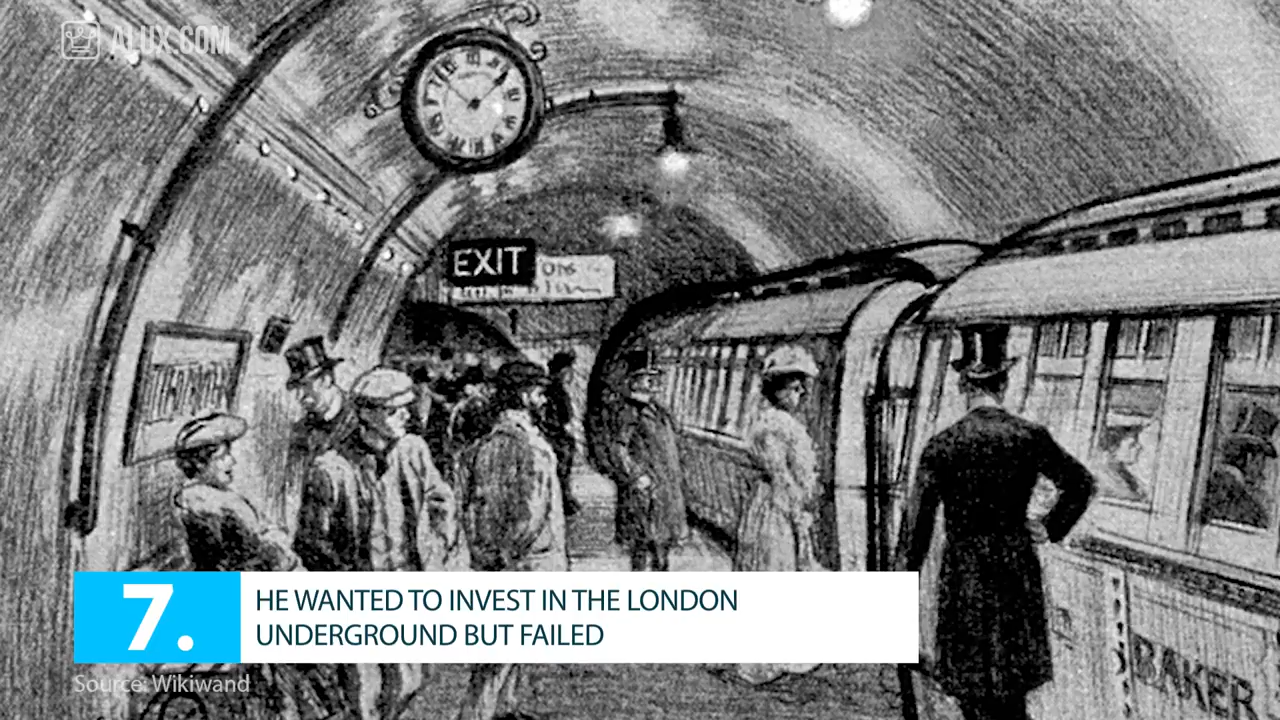 ALUX.COM
EXIT
7.
HE WANTED TO INVEST IN THE LONDON
UNDERGROUND BUT FAILED
Source: Wikiwand
BAKER